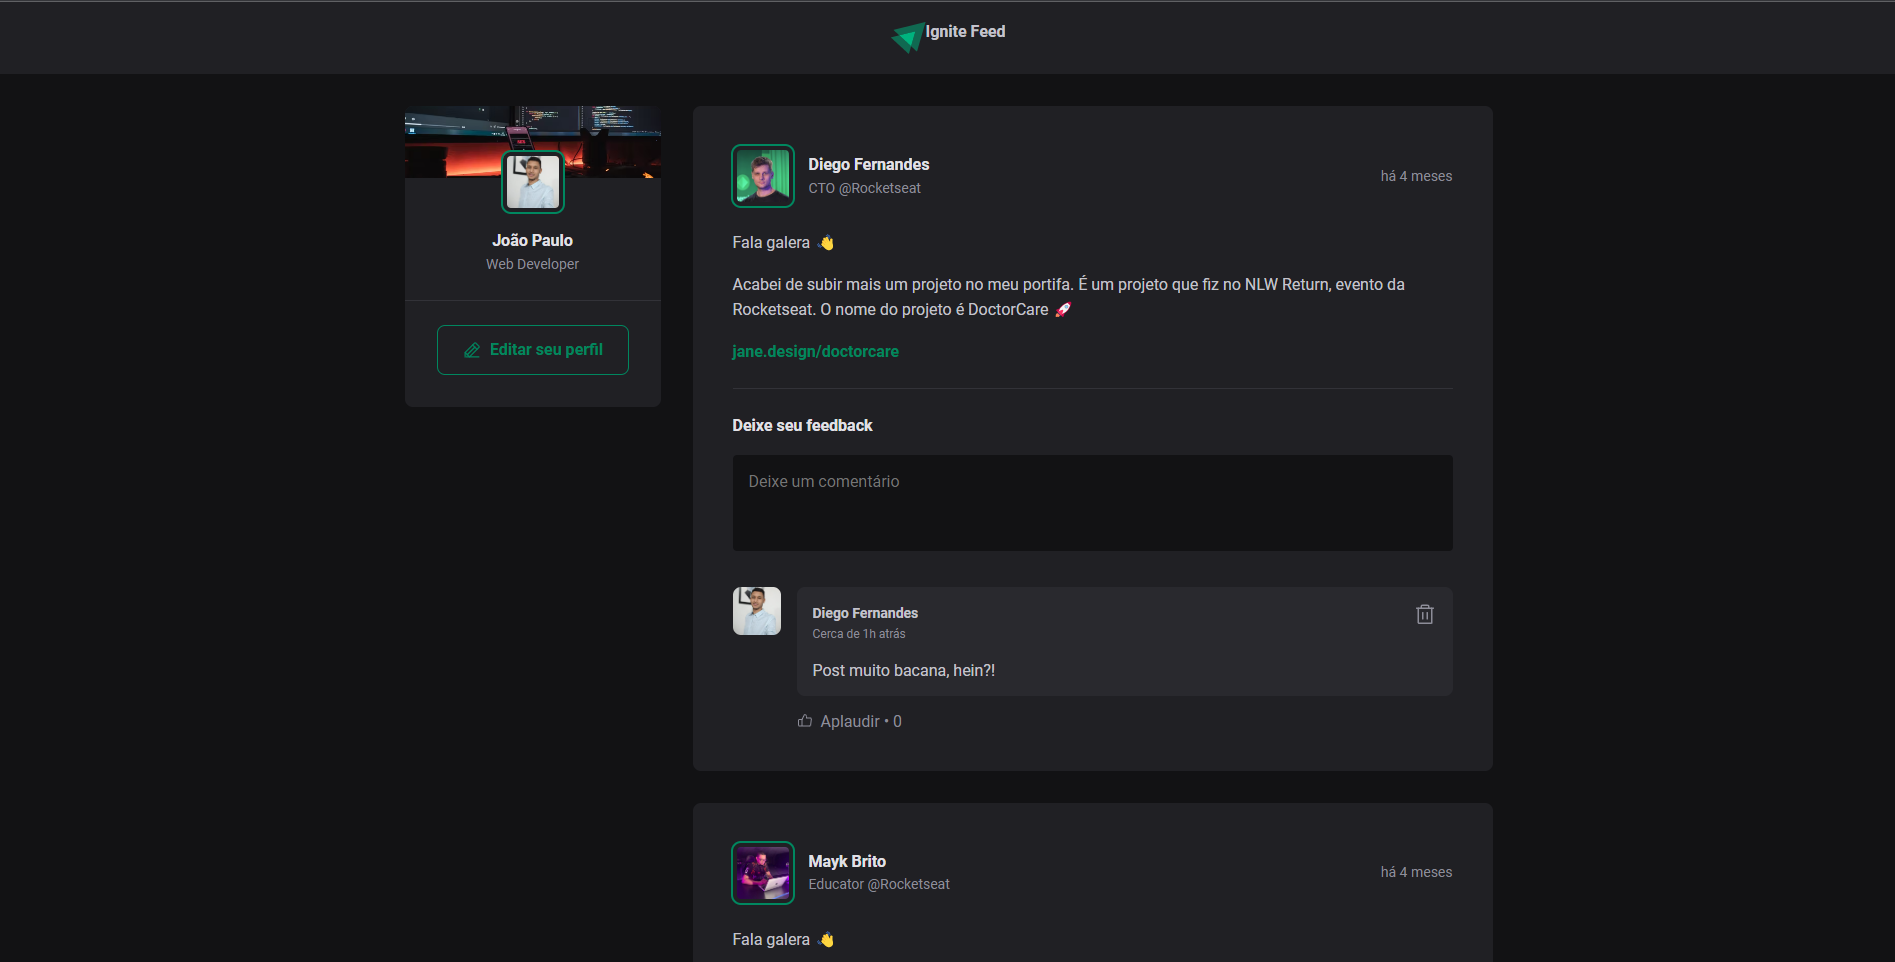 Ignite Feed
João Paulo
Web Developer
Editar seu perfil
Diego Fernandes
CTO @Rocketseat
há 4 meses
Fala galera 👋
Acabei de subir mais um projeto no meu portifa. É um projeto que fiz no NLW Return, evento da
Rocketseat. O nome do projeto é DoctorCare 🚀
jane.design/doctorcare
Deixe seu feedback
Deixe um comentário
Diego Fernandes
Cerca de 1h atrás
Post muito bacana, hein?!
Aplaudir • 0
Mayk Brito
Educator @Rocketseat
há 4 meses
Fala galera 👋